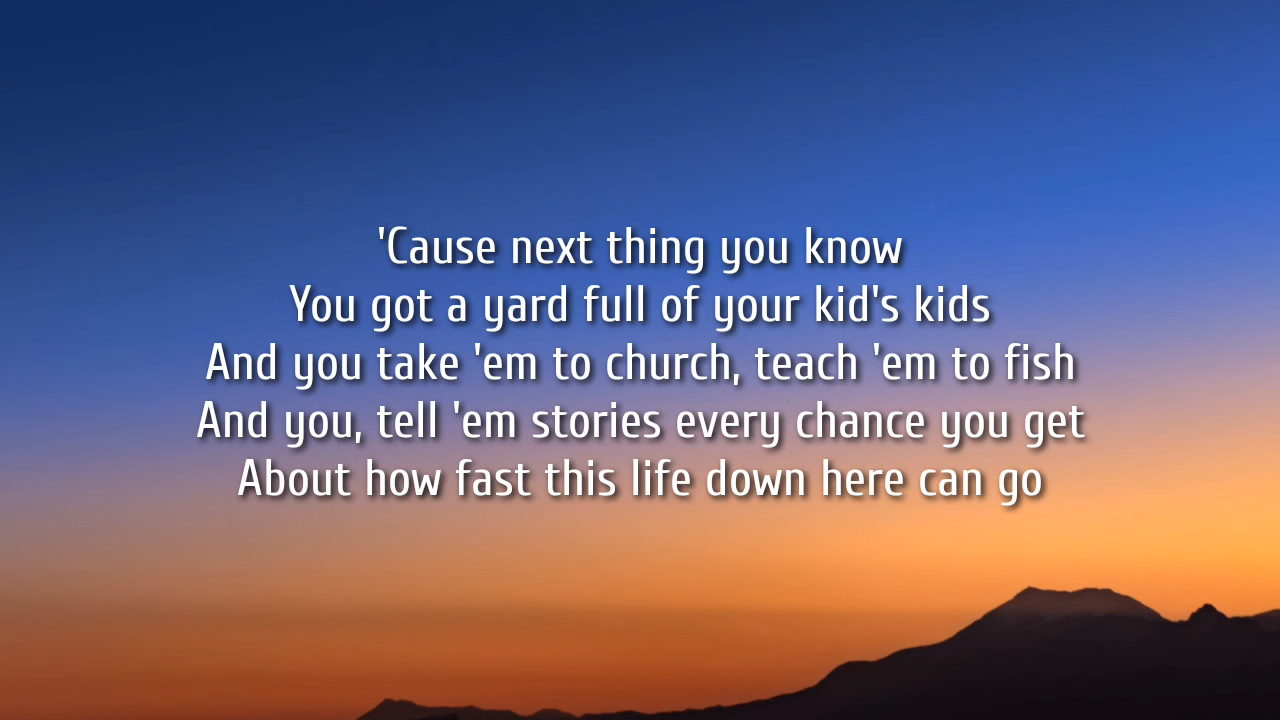 'Cause next thing you know
You got a yard full of your kid's kids
And you take 'em to church, teach 'em to fish
And you, tell 'em stories every chance you get
About how fast this life down here can go